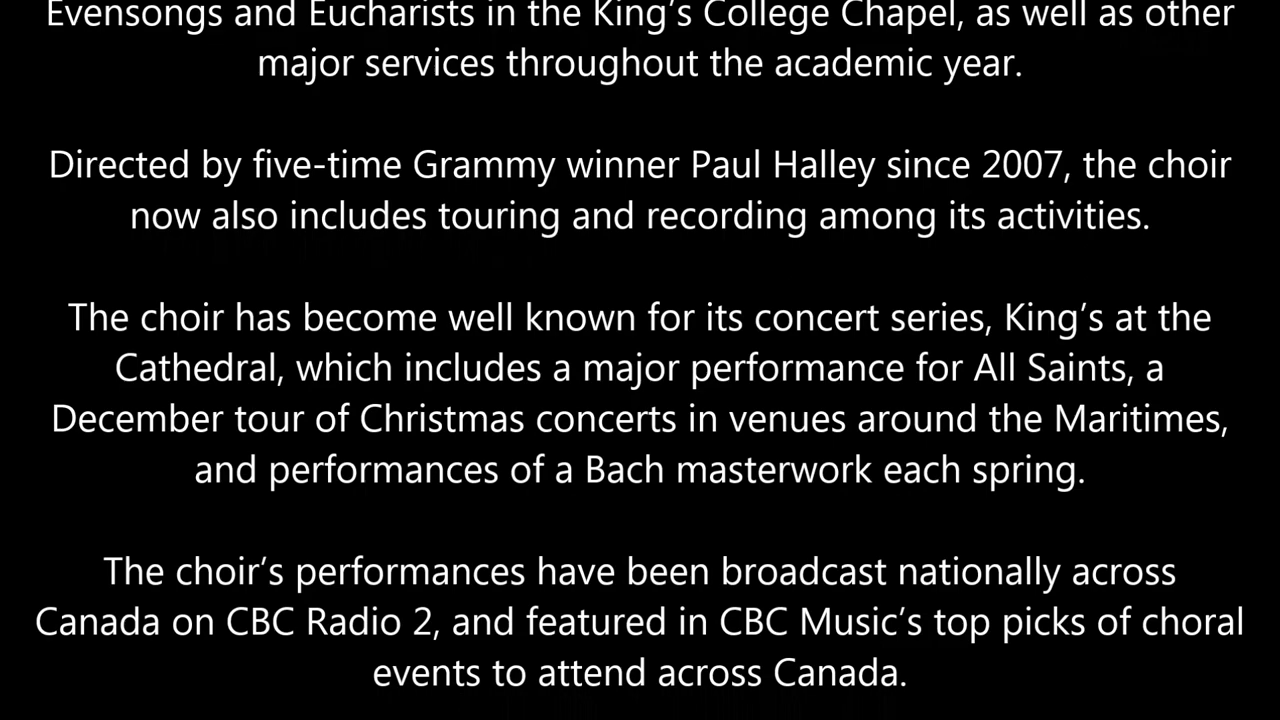 Evensongs and Eucharists in the King's College Chapel, as well as other
major services throughout the academic year.
Directed by five-time Grammy winner Paul Halley since 2007, the choir
now also includes touring and recording among its activities.
The choir has become well known for its concert series, King's at the
Cathedral, which includes a major performance for All Saints, a
December tour of Christmas concerts in venues around the Maritimes,
and performances of a Bach masterwork each spring.
The choir's performances have been broadcast nationally across
Canada on CBC Radio 2, and featured in CBC Music's top picks of choral
events to attend across Canada.